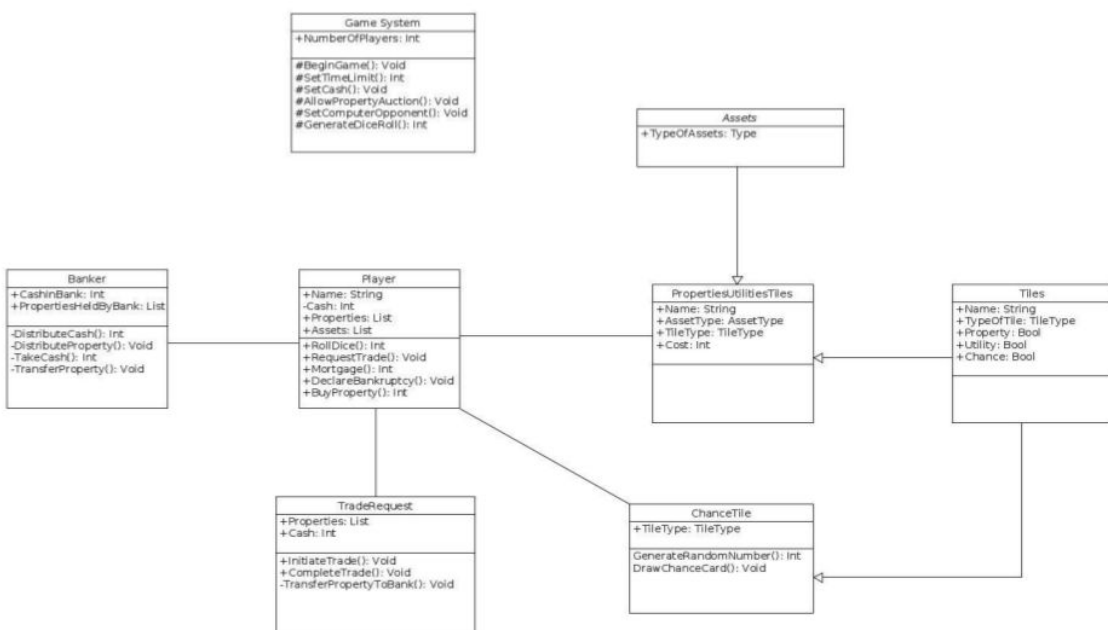 Game System
+NumberOfPlayers: Int
#BeginGame(): Void
#SetTimeLimit(): Int
#SetCash(): Void
#AllowPropertyAuction(): Void
#SetComputerOpponent(): Void
#GenerateDiceRoll(): Int
Assets
+TypeOfAssets: Type
Banker
+CashinBank: Int
+PropertiesHeldByBank: List
-DistributeCash(): Int
-DistributeProperty(): Void
-TakeCash(): Int
-TransferProperty(): Void
Player
+Name: String
-Cash: Int
+Properties: List
+Assets: List
+RollDice(): Int
+RequestTrade(): Void
+Mortgage(): Int
+DeclareBankruptcy(): Void
+BuyProperty(): Int
PropertiesUtilitiesTiles
+Name: String
+AssetType: AssetType
+TileType: TileType
+Cost: Int
Tiles
+Name: String
+TypeOfTile: TileType
+Property: Bool
+Utility: Bool
+Chance: Bool
TradeRequest
+Properties: List
+Cash: Int
+InitiateTrade(): Void
+CompleteTrade(): Void
-TransferPropertyToBank(): Void
ChanceTile
+TileType: TileType
GenerateRandomNumber(): Int
DrawChanceCard(): Void